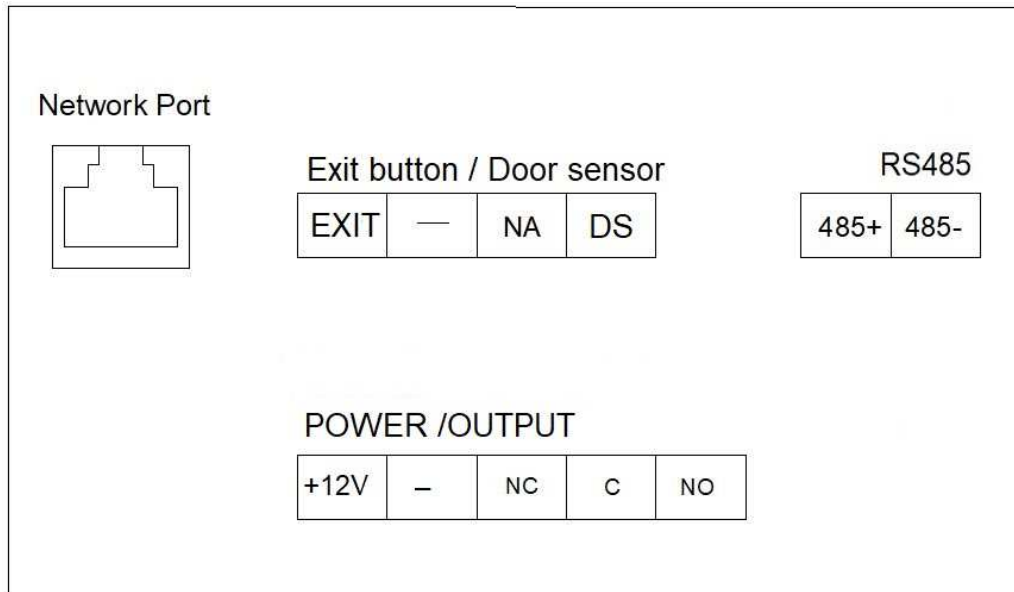 Network Port
Exit button / Door sensor
RS485
EXIT — NA DS
485+ 485-
POWER /OUTPUT
+12V – NC C NO